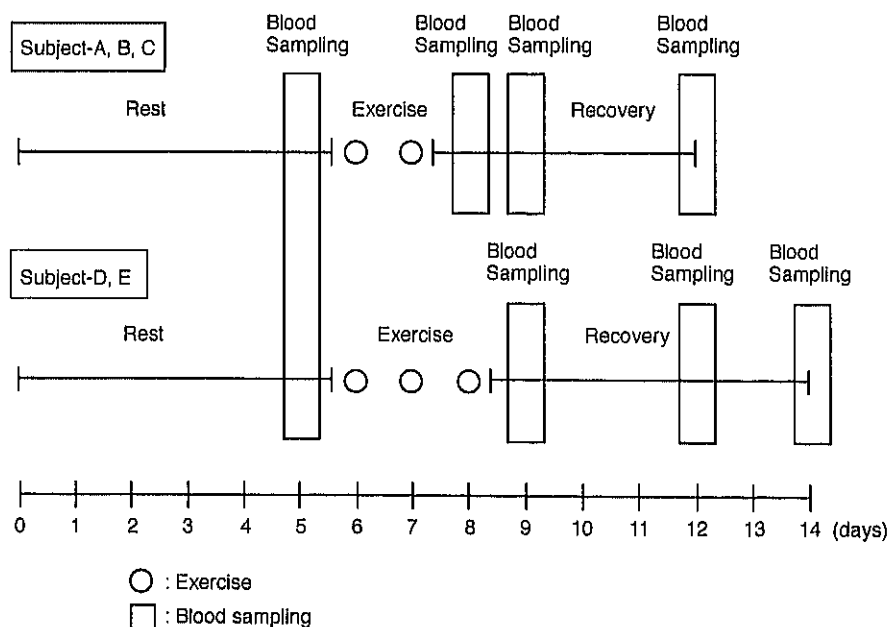 Subject-A, B, C
Blood
Sampling
Blood
Sampling
Blood
Sampling
Blood
Sampling
Rest
Exercise
Recovery
Subject-D, E
Blood
Sampling
Blood
Sampling
Blood
Sampling
Rest
Exercise
Recovery
0 1 2 3 4 5 6 7 8 9 10 11 12 13 14 (days)
: Exercise
: Blood sampling